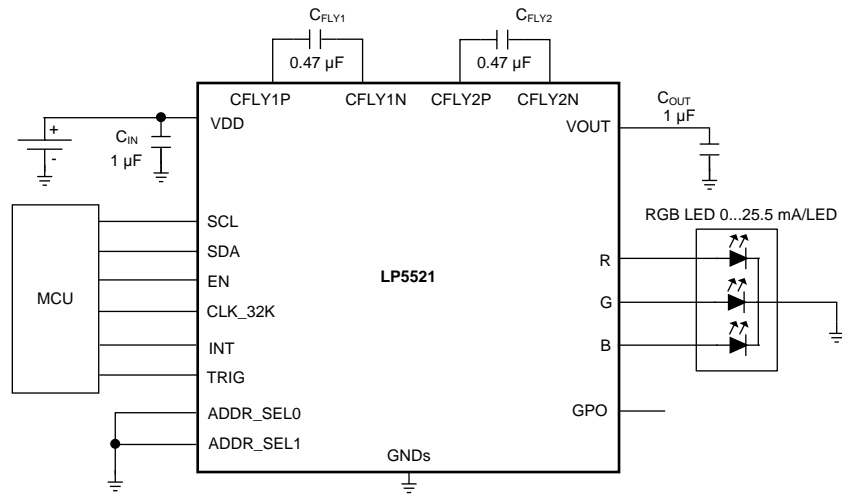 CFLY1
CFLY2
0.47 µF
0.47 µF
CFLY1P
CFLY1N
CFLY2P
CFLY2N
+
-
CIN
1 µF
VDD
COUT
1 µF
VOUT
MCU
SCL
SDA
EN
CLK_32K
INT
TRIG
ADDR_SEL0
ADDR_SEL1
LP5521
RGB LED 0...25.5 mA/LED
R
G
B
GPO
GNDs